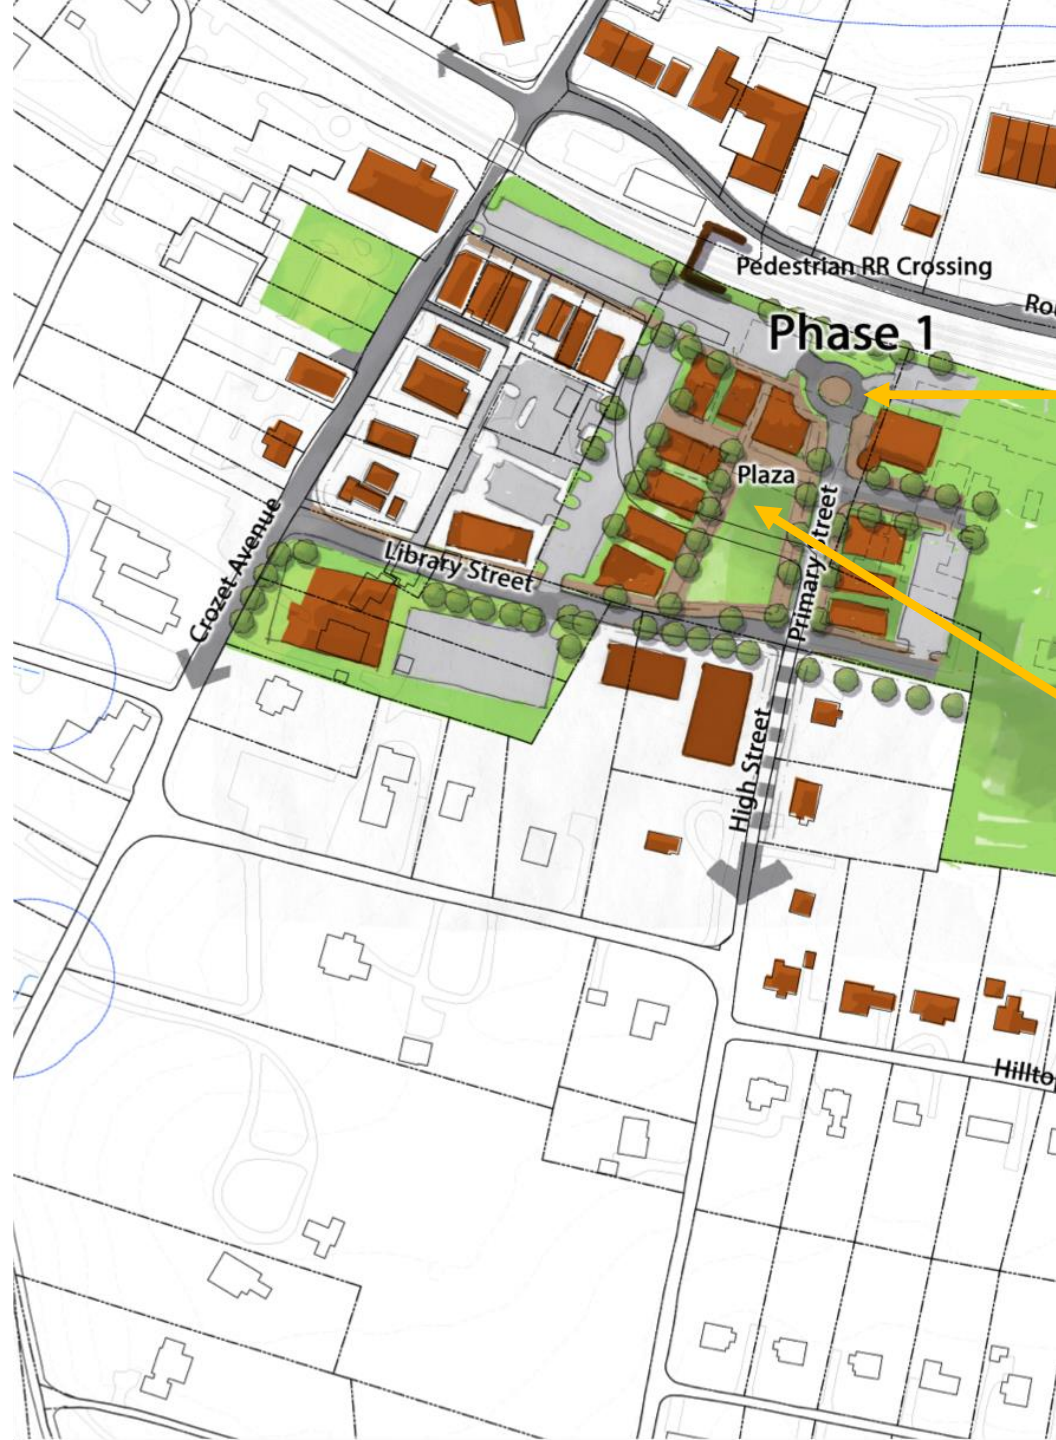 Pedestrian RR Crossing
Phase 1
Plaza
Crozet Avenue
Library Street
Primary Street
High Street